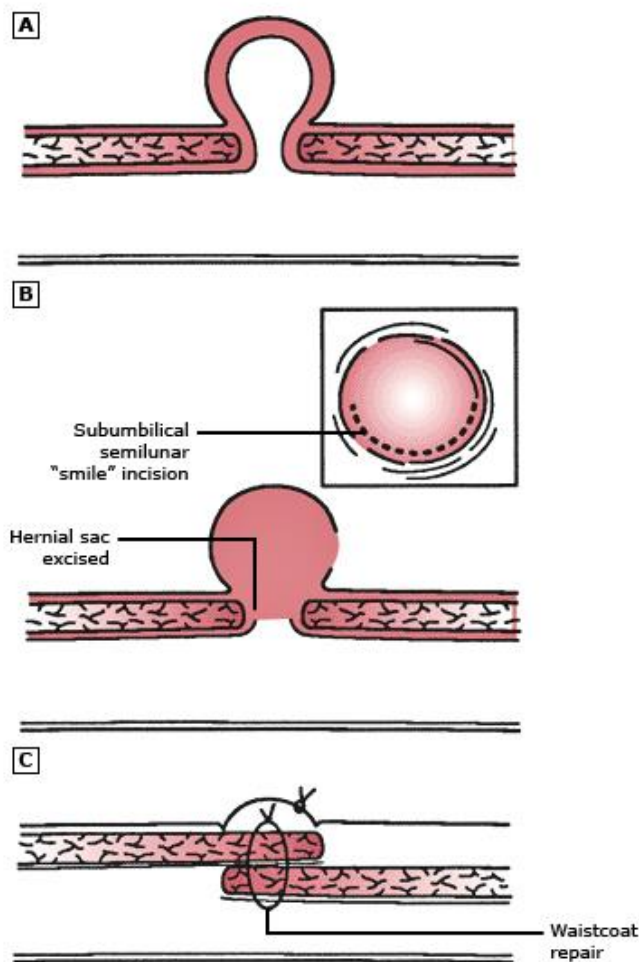 A
B
Subumbilical
semilunar
"smile" incision
Hernial sac
excised
C
Waistcoat
repair